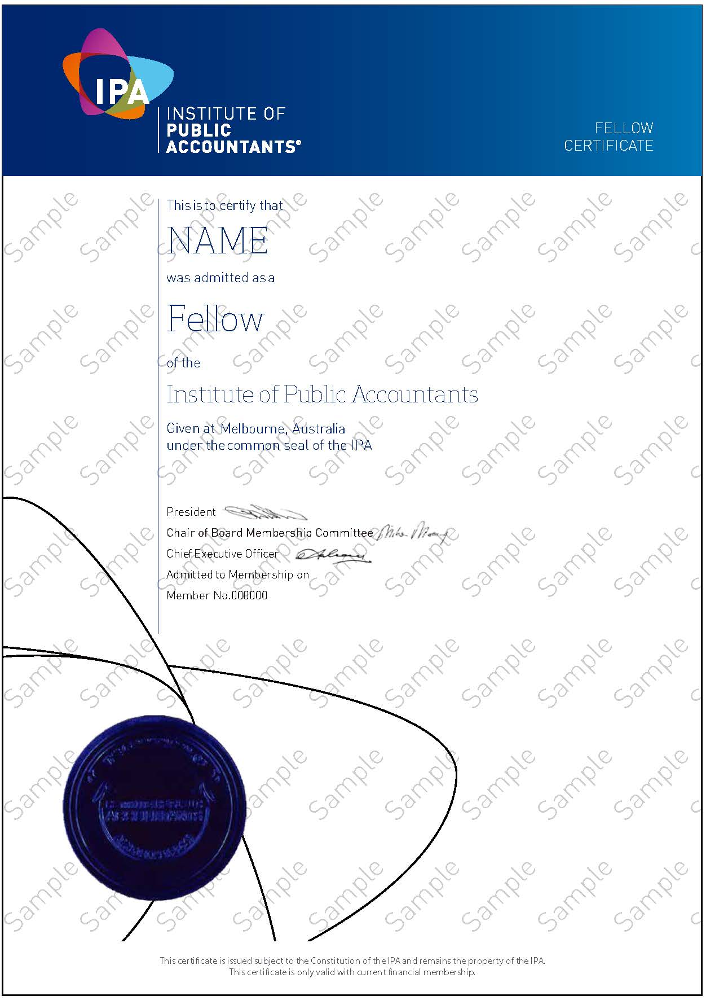 IPA
INSTITUTE OF
PUBLIC
ACCOUNTANTS®
FELLOW
CERTIFICATE
This is to certify that
NAME
was admitted as a
Fellow
of the
Institute of Public Accountants
Given at Melbourne, Australia
under the common seal of the IPA
President
Chair of Board Membership Committee
Chief Executive Officer
Admitted to Membership on
Member No.000000
Sample
This certificate is issued subject to the Constitution of the IPA and remains the property of the IPA.
This certificate is only valid with current financial membership.